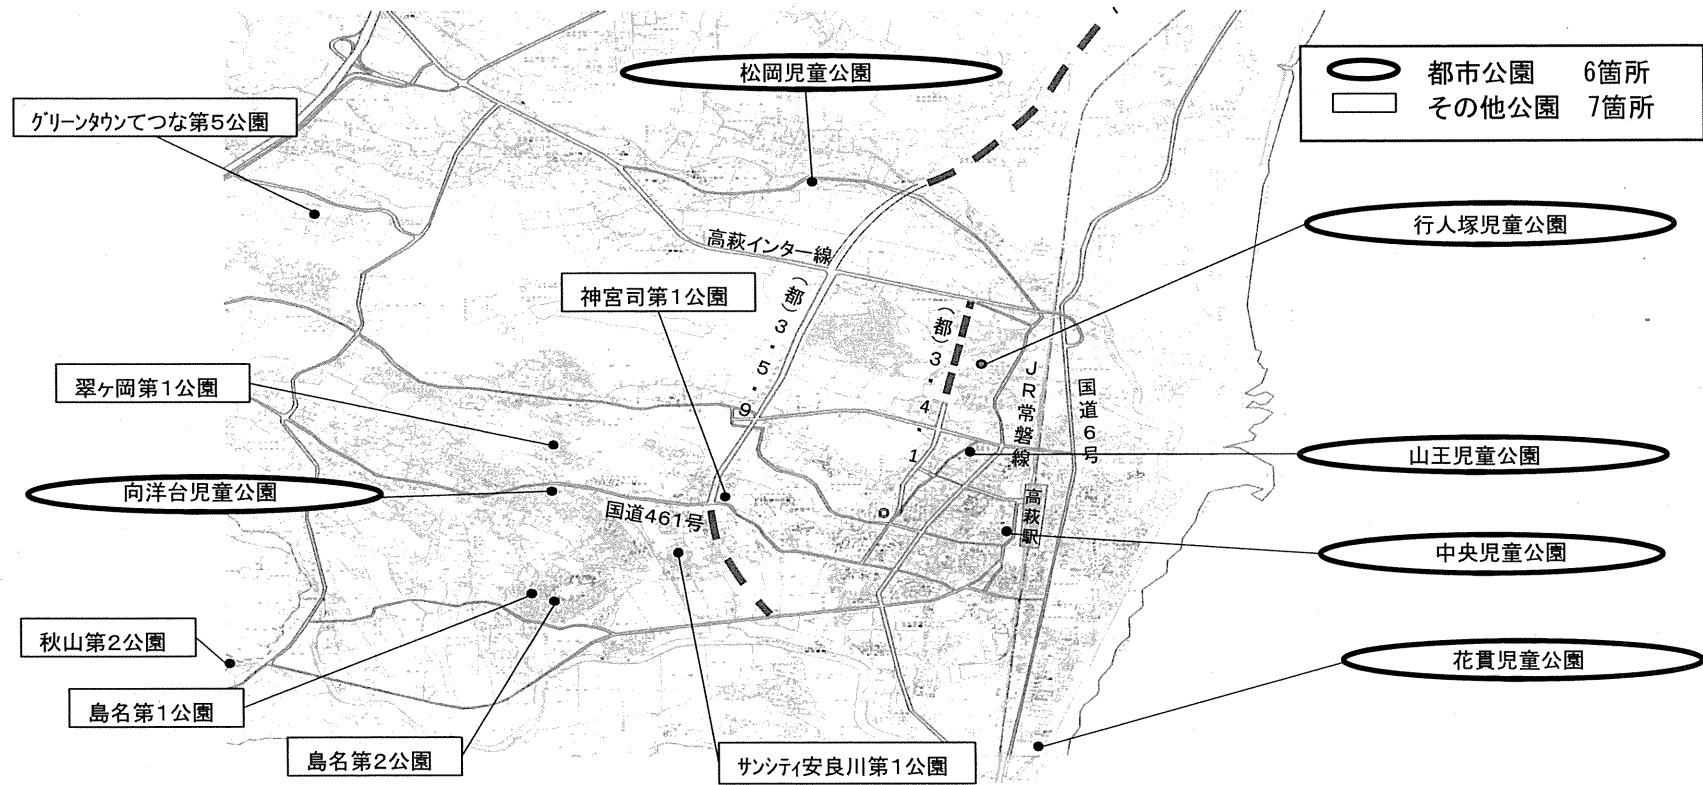 松岡児童公園
都市公園 6箇所
その他公園 7箇所
グリーンタウンてつな第5公園
行人塚児童公園
高萩インター線
神宮司第1公園
(都)3・5・9
(都)3・4・1
JR常磐線
国道6号
翠ヶ岡第1公園
山王児童公園
向洋台児童公園
国道461号
高萩駅
中央児童公園
秋山第2公園
花貫児童公園
島名第1公園
島名第2公園
サンシティ安良川第1公園